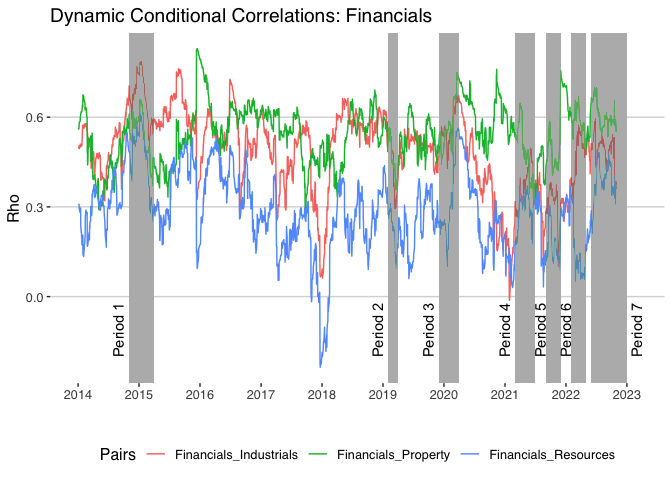 Dynamic Conditional Correlations: Financials
Rho
0.6
0.3
0.0
Period 1
Period 2
Period 3
Period 4
Period 5
Period 6
Period 7
2014 2015 2016 2017 2018 2019 2020 2021 2022 2023
Pairs Financials_Industrials Financials_Property Financials_Resources